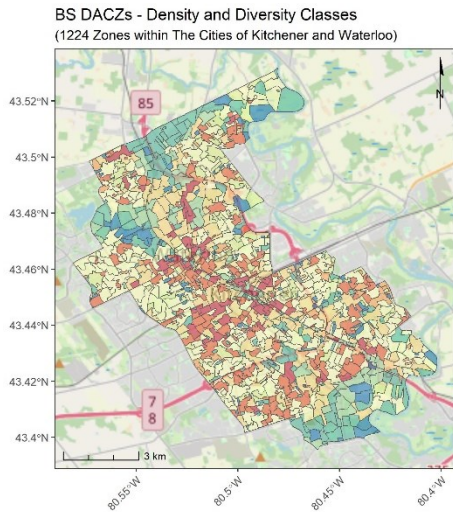 BS DACZs - Density and Diversity Classes
(1224 Zones within The Cities of Kitchener and Waterloo)
N
85
43.52°N
43.5°N
43.48°N
43.46°N
43.44°N
43.42°N
43.4°N
7
8
3 km
80.55°W
80.5°W
80.45°W
80.4°W